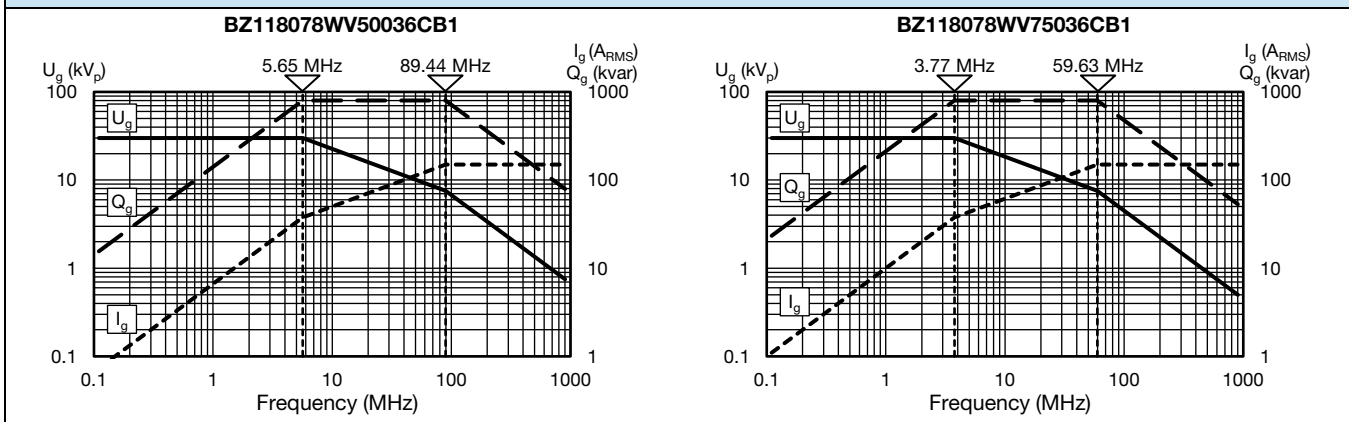 BZ118078WV50036CB1
U_g (kV_p)
5.65 MHz
89.44 MHz
I_g (A_RMS)
Q_g (kvar)
100
1000
U_g
10
100
Q_g
1
10
I_g
0.1
1
0.1
1
10
100
1000
Frequency (MHz)
BZ118078WV75036CB1
U_g (kV_p)
3.77 MHz
59.63 MHz
I_g (A_RMS)
Q_g (kvar)
100
1000
U_g
10
100
Q_g
1
10
I_g
0.1
1
0.1
1
10
100
1000
Frequency (MHz)